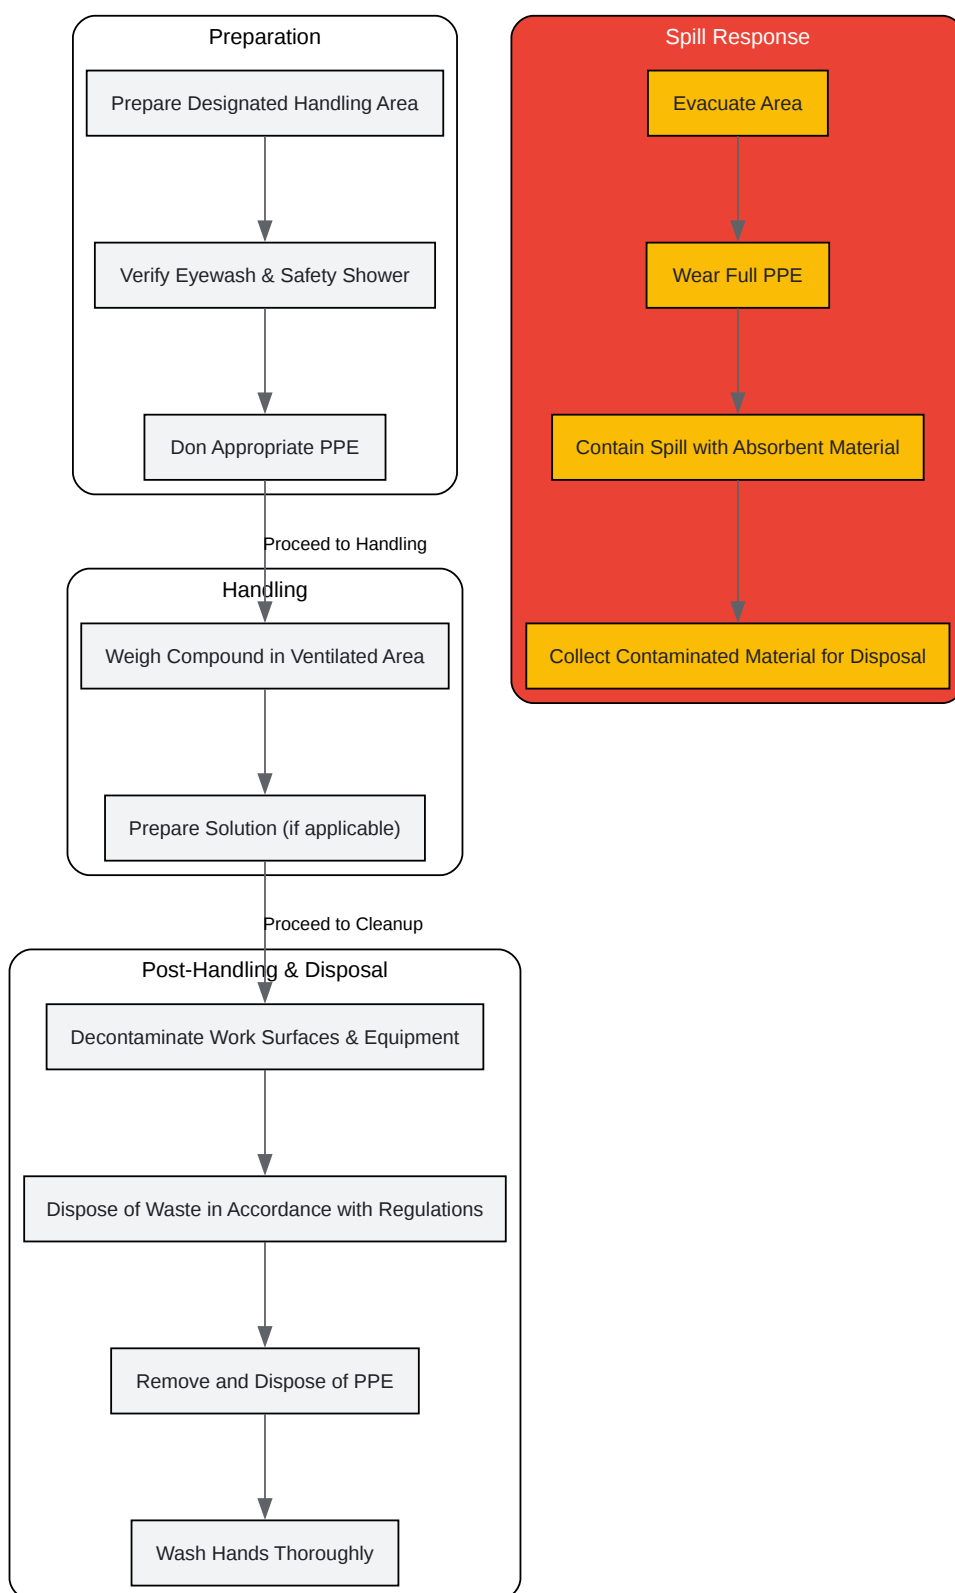 Preparation
Prepare Designated Handling Area
Verify Eyewash & Safety Shower
Don Appropriate PPE
Proceed to Handling
Handling
Weigh Compound in Ventilated Area
Prepare Solution (if applicable)
Proceed to Cleanup
Post-Handling & Disposal
Decontaminate Work Surfaces & Equipment
Dispose of Waste in Accordance with Regulations
Remove and Dispose of PPE
Wash Hands Thoroughly
Spill Response
Evacuate Area
Wear Full PPE
Contain Spill with Absorbent Material
Collect Contaminated Material for Disposal